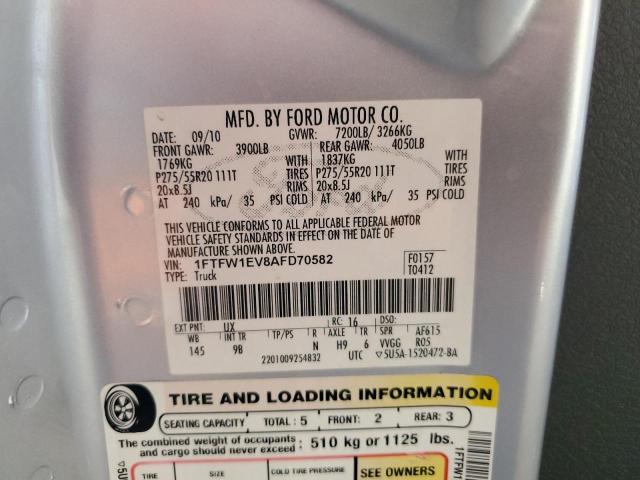 MFD. BY FORD MOTOR CO.
DATE: 09/10 GVWR: 7200LB/ 3266KG
FRONT GAWR: 3900LB REAR GAWR: 4050LB
1769KG WITH 1837KG WITH
P275/55R20 111T TIRES P275/55R20 111T TIRES
20x8.5J RIMS 20x8.5J RIMS
AT 240 kPa/ 35 PSI COLD AT 240 kPa/ 35 PSI COLD
THIS VEHICLE CONFORMS TO ALL APPLICABLE FEDERAL MOTOR
VEHICLE SAFETY STANDARDS IN EFFECT ON THE DATE OF
MANUFACTURE SHOWN ABOVE.
VIN: 1FTFW1EV8AFD70582 F0157
TYPE: Truck T0412
EXT PNT: UX RC: 16 DSO:
WB INT TR TP/PS R AXLE TR SPR AF615
145 9B N H9 6 VVGG R05
2201009254832 UTC ▽5U5A-1520472-BA
TIRE AND LOADING INFORMATION
SEATING CAPACITY TOTAL: 5 FRONT: 2 REAR: 3
The combined weight of occupants
and cargo should never exceed : 510 kg or 1125 lbs.
TIRE SIZE COLD TIRE PRESSURE SEE OWNERS
1FTFW1
▽5U